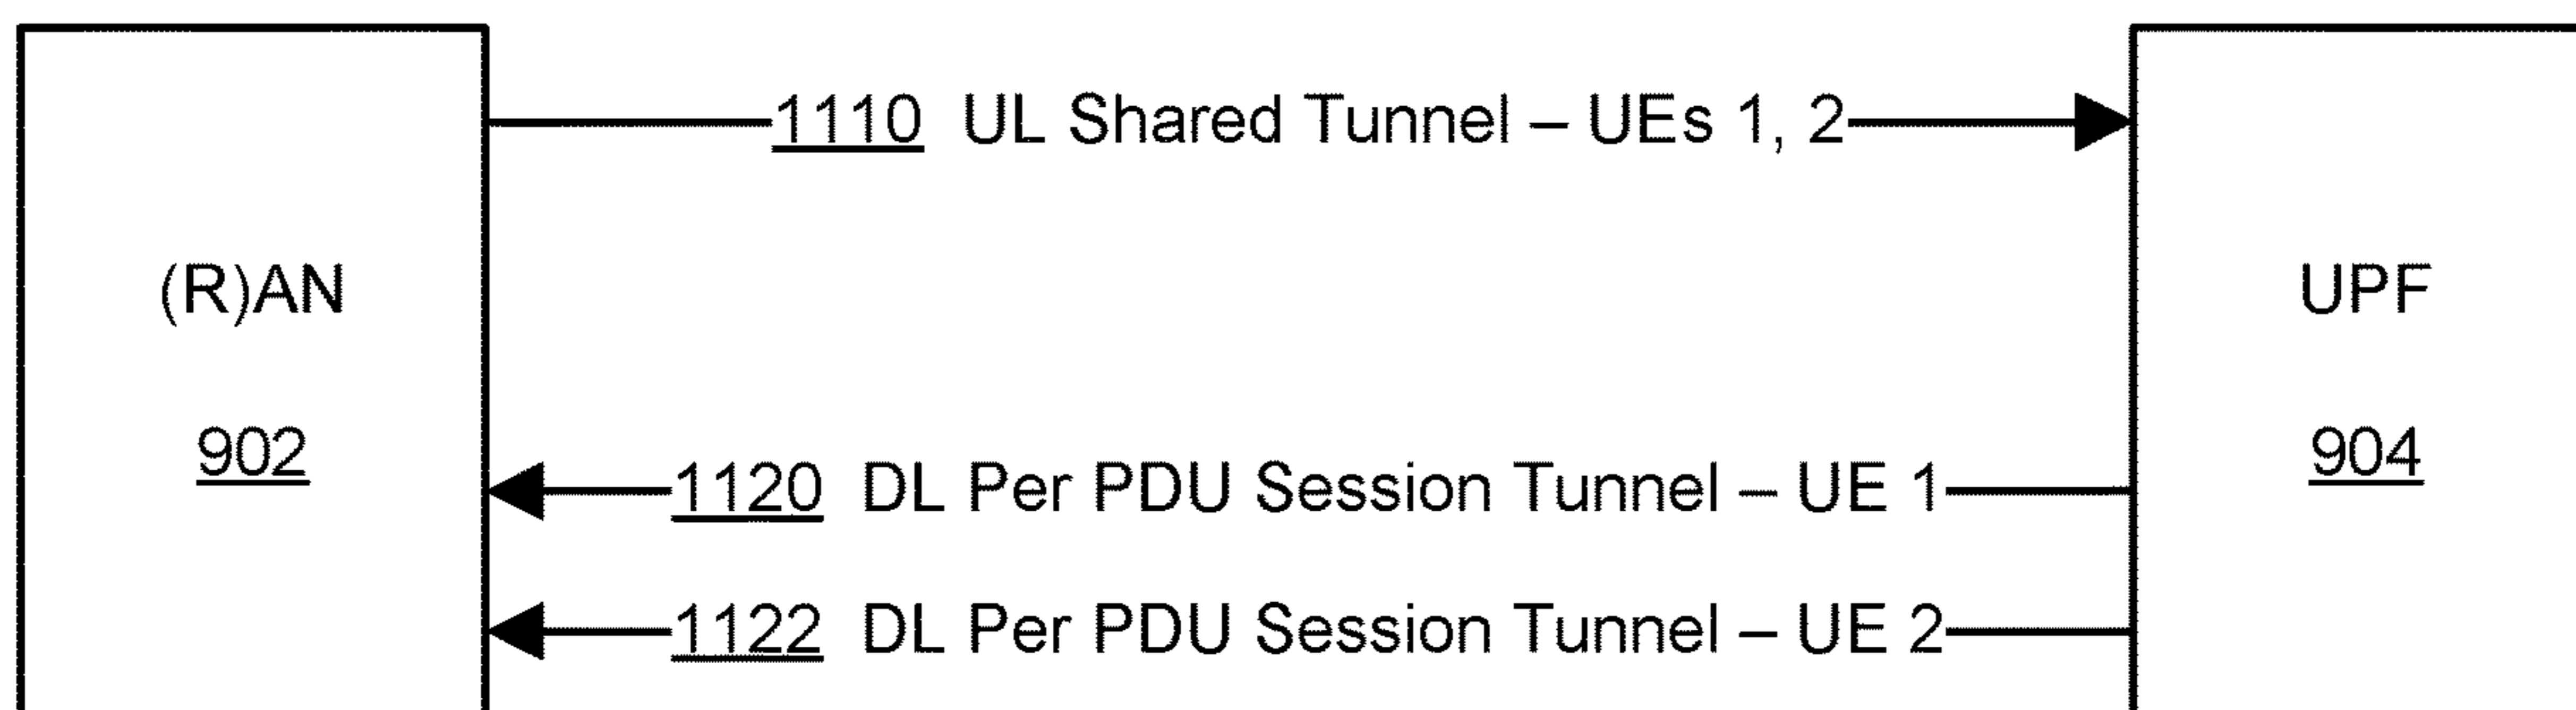 1110 UL Shared Tunnel – UEs 1, 2
(R)AN
UPF
902
904
1120 DL Per PDU Session Tunnel – UE 1
1122 DL Per PDU Session Tunnel – UE 2